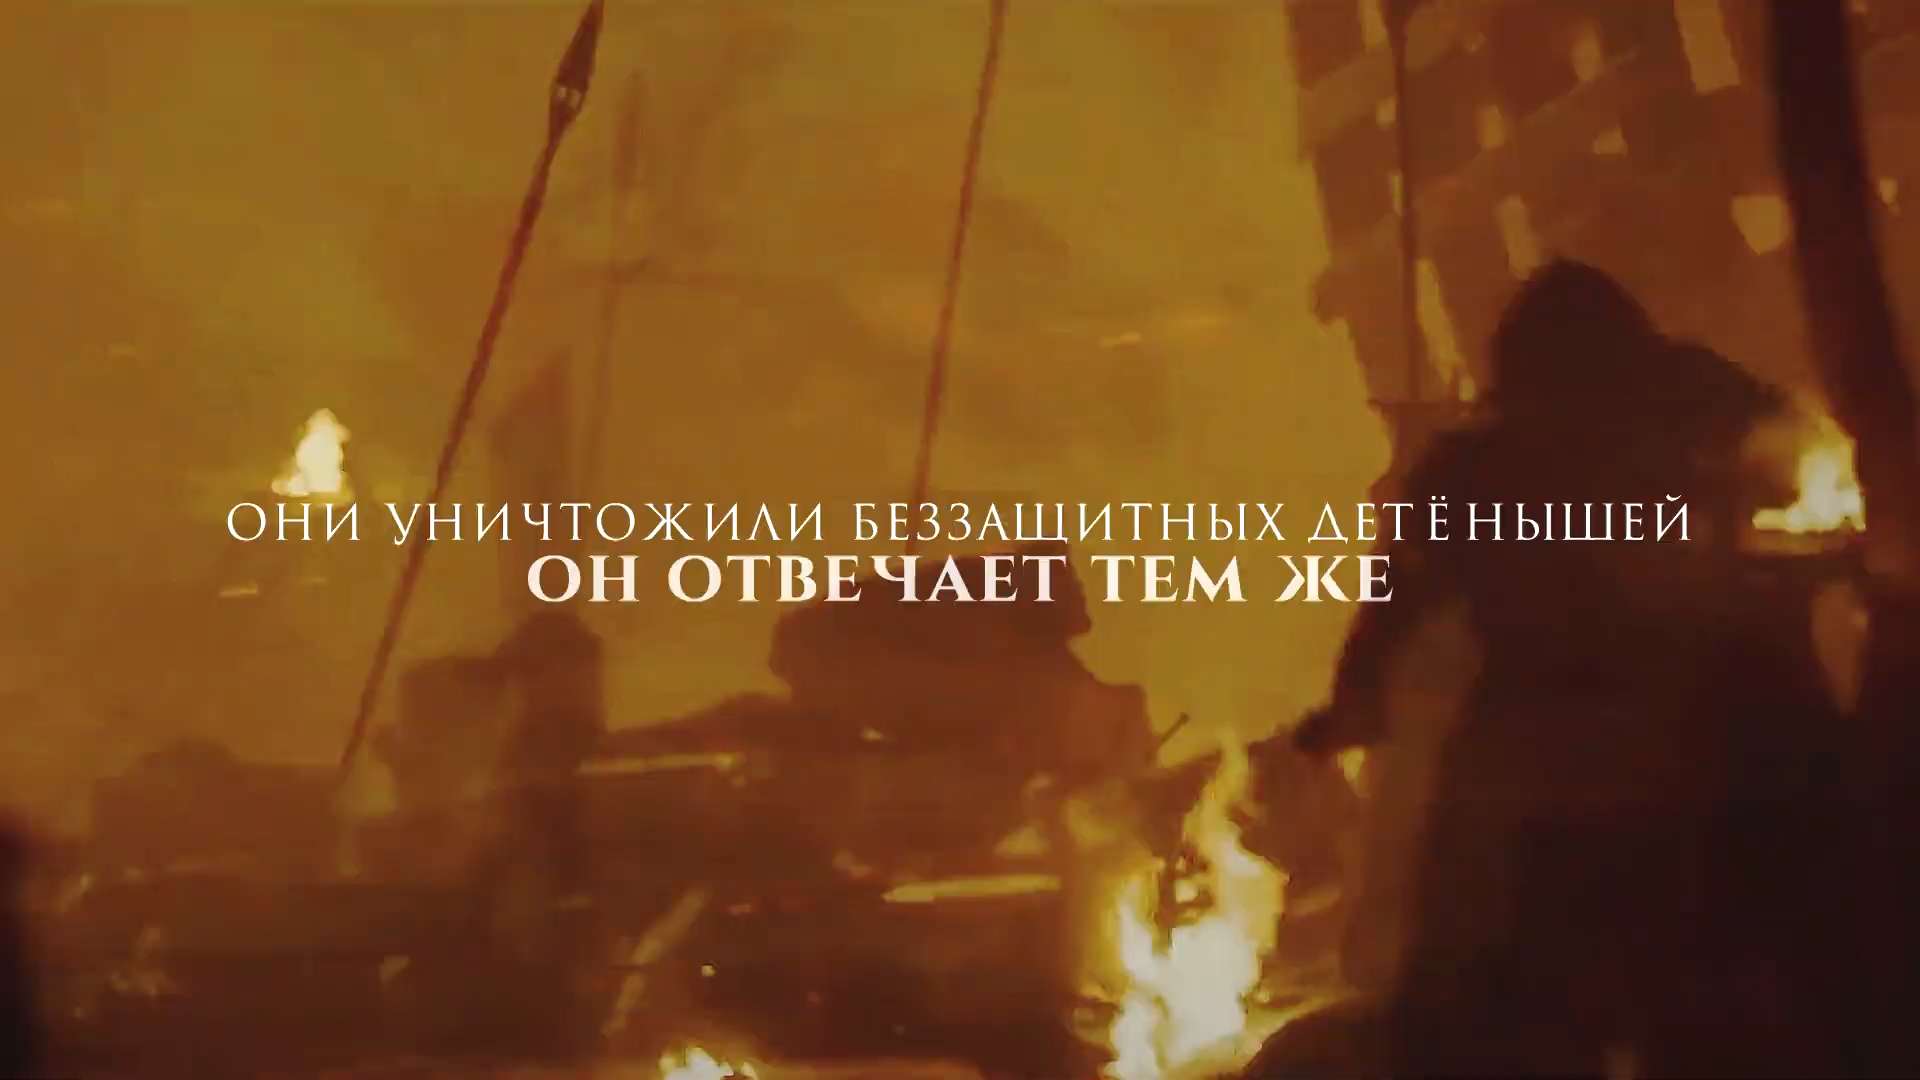 ОНИ УНИЧТОЖИЛИ БЕЗЗАЩИТНЫХ ДЕТЁНЫШЕЙ
ОН ОТВЕЧАЕТ ТЕМ ЖЕ